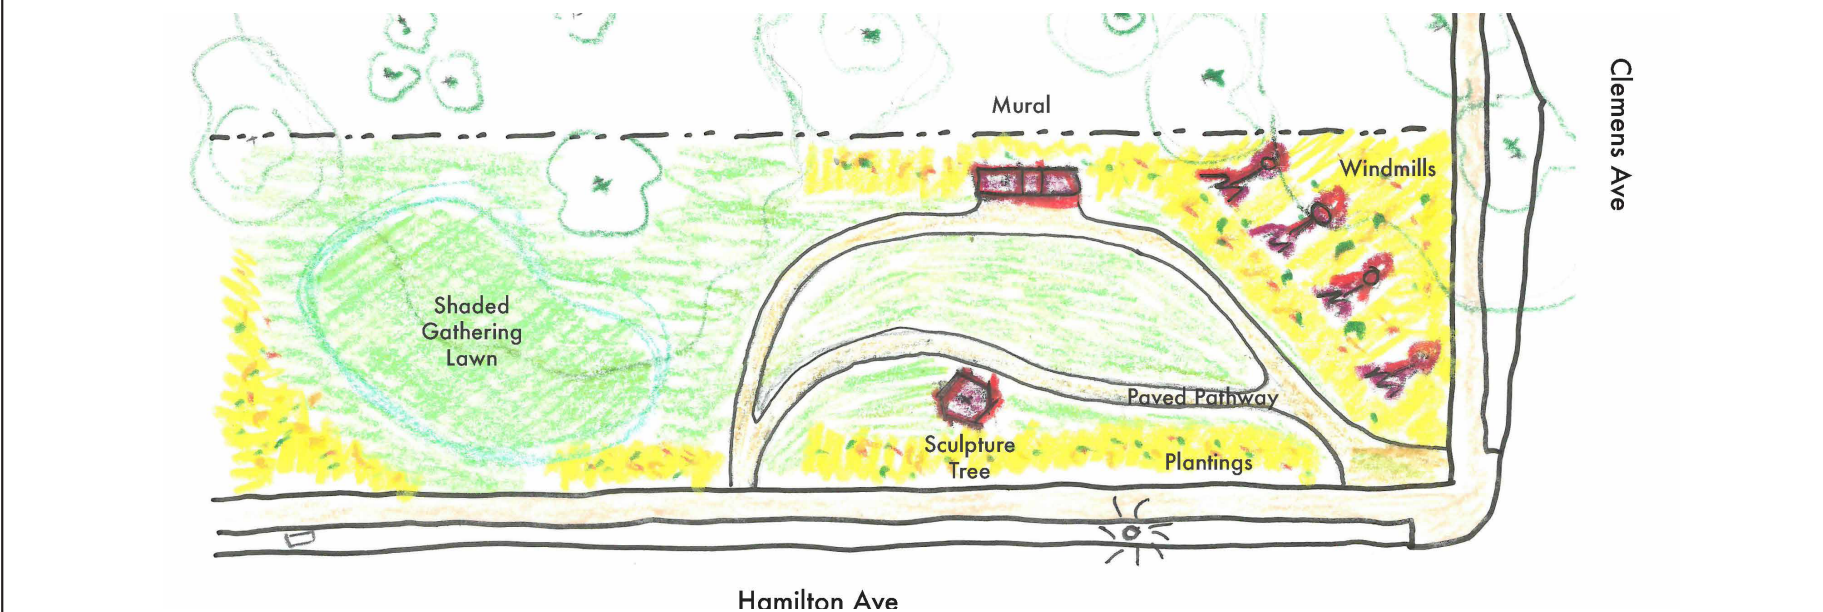 Mural
Clemens Ave
Windmills
Shaded
Gathering
Lawn
Paved Pathway
Sculpture
Tree
Plantings
Hamilton Ave